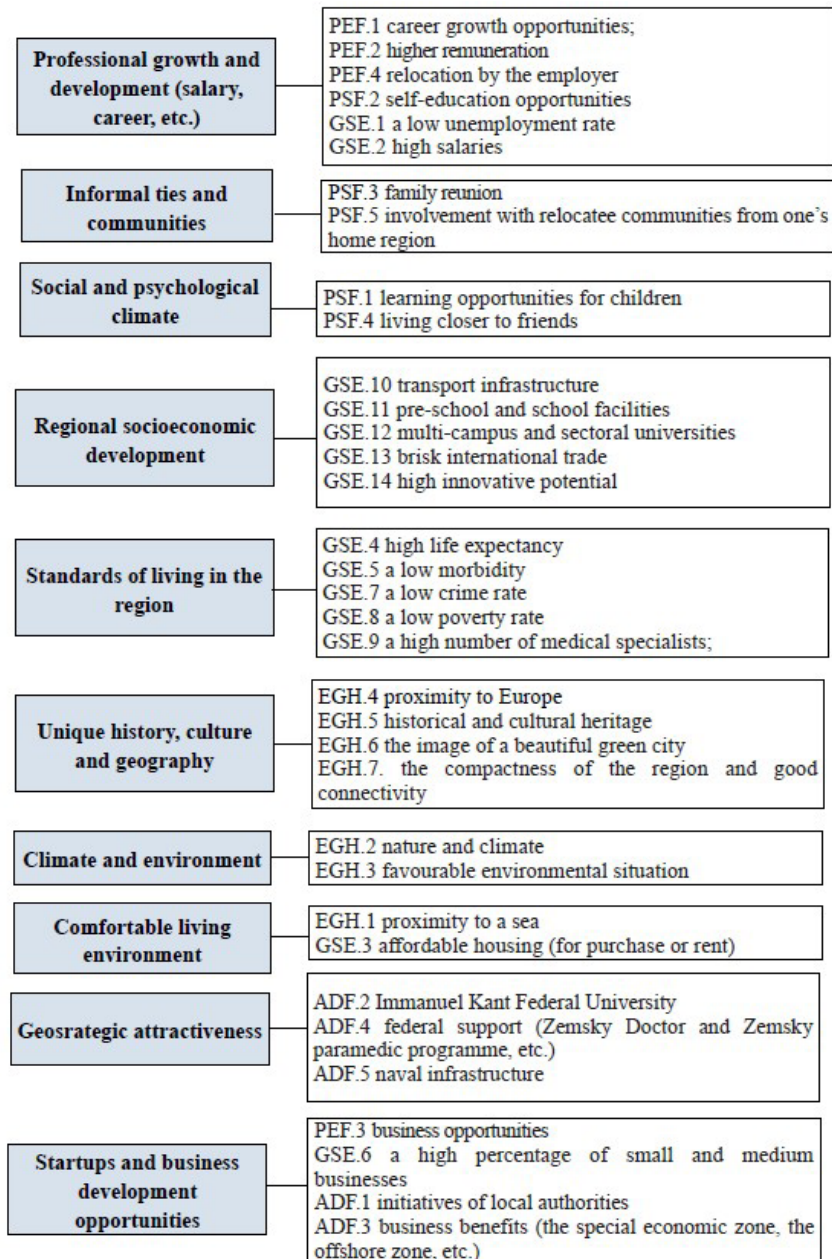 Professional growth and
development (salary,
career, etc.)
PEF.1 career growth opportunities;
PEF.2 higher remuneration
PEF.4 relocation by the employer
PSF.2 self-education opportunities
GSE.1 a low unemployment rate
GSE.2 high salaries
Informal ties and
communities
PSF.3 family reunion
PSF.5 involvement with relocatee communities from one's
home region
Social and psychological
climate
PSF.1 learning opportunities for children
PSF.4 living closer to friends
Regional socioeconomic
development
GSE.10 transport infrastructure
GSE.11 pre-school and school facilities
GSE.12 multi-campus and sectoral universities
GSE.13 brisk international trade
GSE.14 high innovative potential
Standards of living in the
region
GSE.4 high life expectancy
GSE.5 a low morbidity
GSE.7 a low crime rate
GSE.8 a low poverty rate
GSE.9 a high number of medical specialists;
Unique history, culture
and geography
EGH.4 proximity to Europe
EGH.5 historical and cultural heritage
EGH.6 the image of a beautiful green city
EGH.7. the compactness of the region and good
connectivity
Climate and environment
EGH.2 nature and climate
EGH.3 favourable environmental situation
Comfortable living
environment
EGH.1 proximity to a sea
GSE.3 affordable housing (for purchase or rent)
Geosrategic attractiveness
ADF.2 Immanuel Kant Federal University
ADF.4 federal support (Zemsky Doctor and Zemsky
paramedic programme, etc.)
ADF.5 naval infrastructure
Startups and business
development
opportunities
PEF.3 business opportunities
GSE.6 a high percentage of small and medium
businesses
ADF.1 initiatives of local authorities
ADF.3 business benefits (the special economic zone, the
offshore zone, etc.)